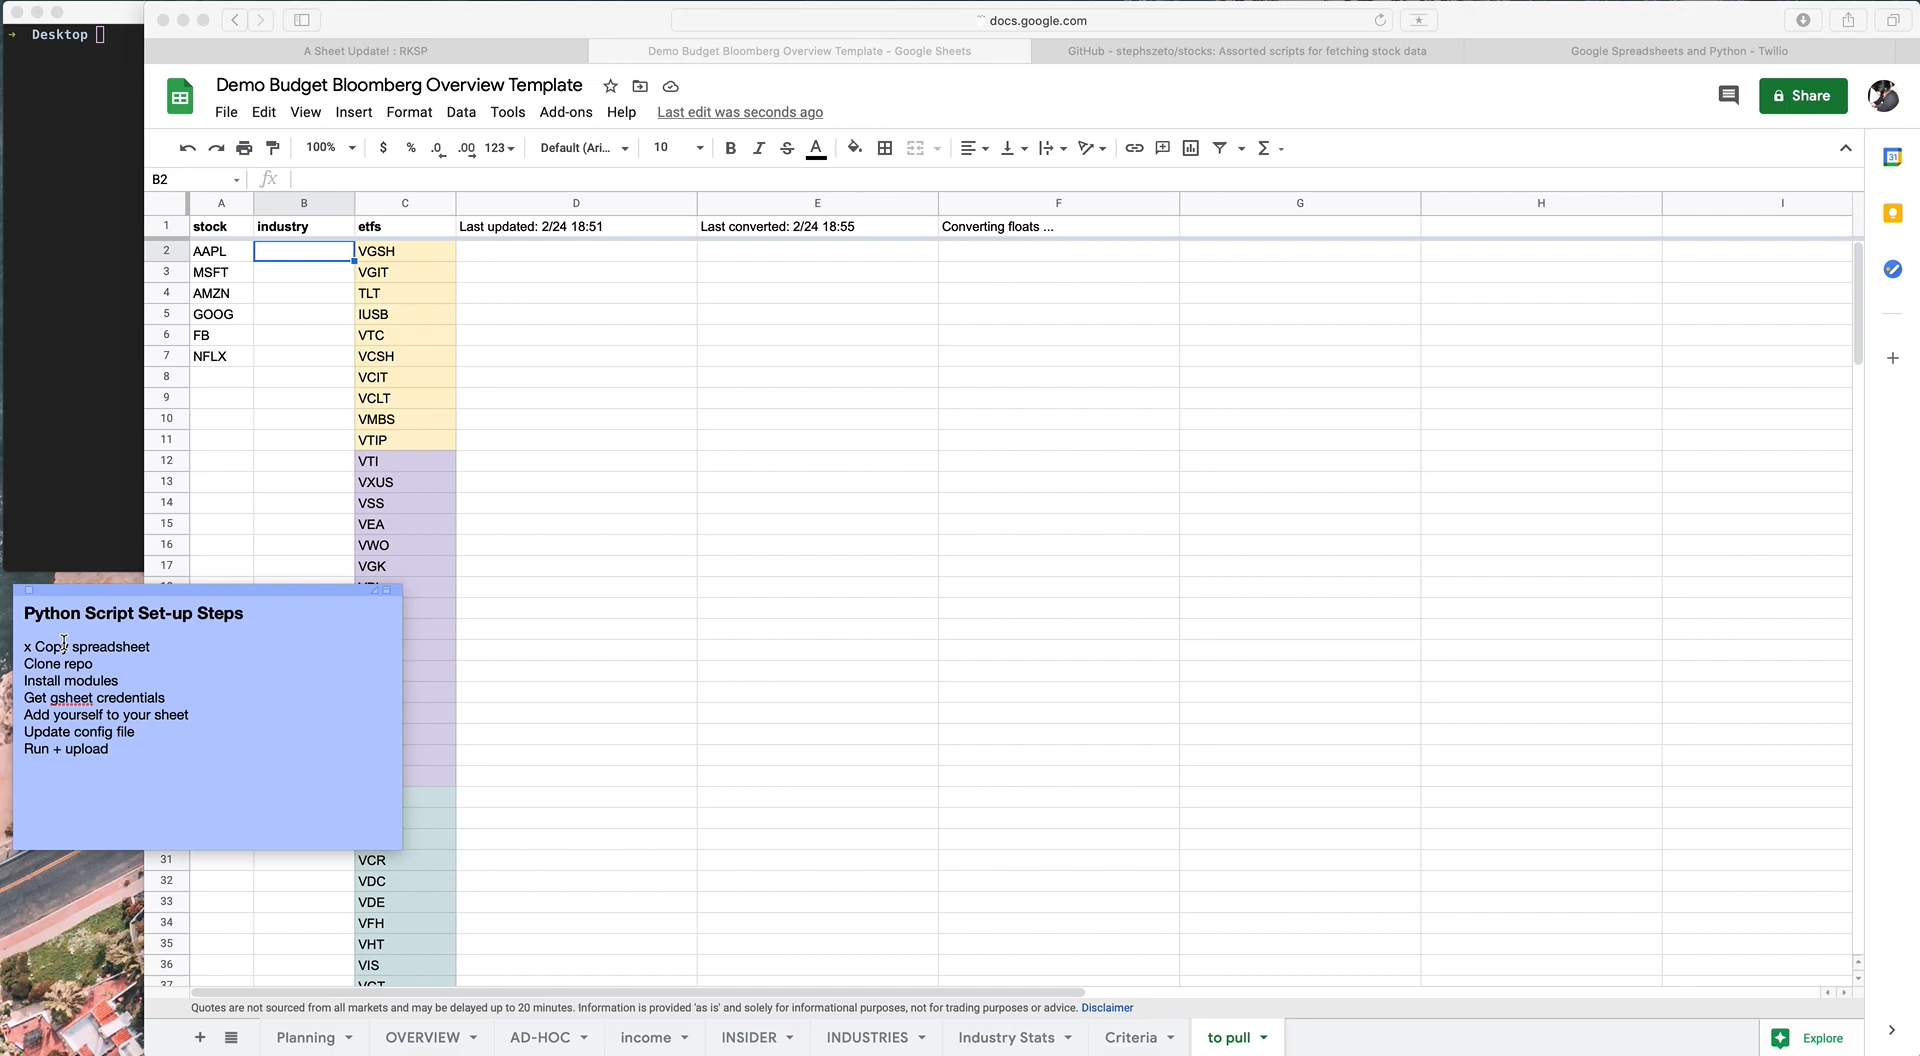 → Desktop
docs.google.com
A Sheet Update! : RKSP
Demo Budget Bloomberg Overview Template - Google Sheets
GitHub - stephszeto/stocks: Assorted scripts for fetching stock data
Google Spreadsheets and Python - Twilio
Demo Budget Bloomberg Overview Template
File Edit View Insert Format Data Tools Add-ons Help Last edit was seconds ago
Share
100% $ % .0 .00 123 Default (Ari... 10 B I S A Σ
B2 fx
A B C D E F G H I
1 stock industry etfs Last updated: 2/24 18:51 Last converted: 2/24 18:55 Converting floats ...
2 AAPL VGSH
3 MSFT VGIT
4 AMZN TLT
5 GOOG IUSB
6 FB VTC
7 NFLX VCSH
8 VCIT
9 VCLT
10 VMBS
11 VTIP
12 VTI
13 VXUS
14 VSS
15 VEA
16 VWO
17 VGK
Python Script Set-up Steps
x Copy spreadsheet
Clone repo
Install modules
Get gsheet credentials
Add yourself to your sheet
Update config file
Run + upload
31 VCR
32 VDC
33 VDE
34 VFH
35 VHT
36 VIS
37 VGT
Quotes are not sourced from all markets and may be delayed up to 20 minutes. Information is provided 'as is' and solely for informational purposes, not for trading purposes or advice. Disclaimer
+ Planning OVERVIEW AD-HOC income INSIDER INDUSTRIES Industry Stats Criteria to pull Explore
31